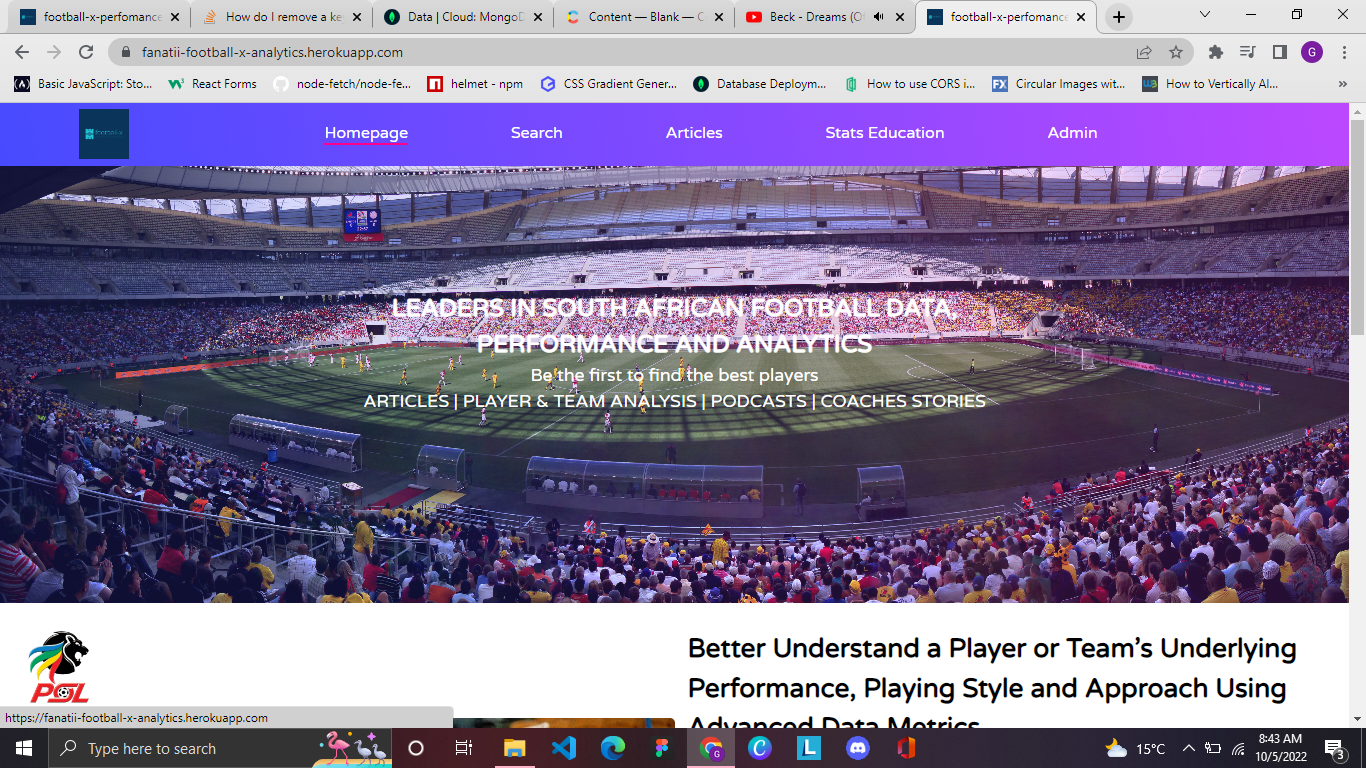 football-x-perfomance
How do I remove a ke
Data | Cloud: MongoD
Content — Blank — C
Beck - Dreams (O
football-x-perfomance
fanatii-football-x-analytics.herokuapp.com
G
Basic JavaScript: Sto...
React Forms
node-fetch/node-fe...
helmet - npm
CSS Gradient Gener...
Database Deploym...
How to use CORS i...
FX
Circular Images wit...
How to Vertically Al...
Homepage
Search
Articles
Stats Education
Admin
LEADERS IN SOUTH AFRICAN FOOTBALL DATA,
PERFORMANCE AND ANALYTICS
Be the first to find the best players
ARTICLES | PLAYER & TEAM ANALYSIS | PODCASTS | COACHES STORIES
PSL
Better Understand a Player or Team’s Underlying
Performance, Playing Style and Approach Using
Advanced Data Metrics
https://fanatii-football-x-analytics.herokuapp.com
Type here to search
15°C
8:43 AM
10/5/2022
3